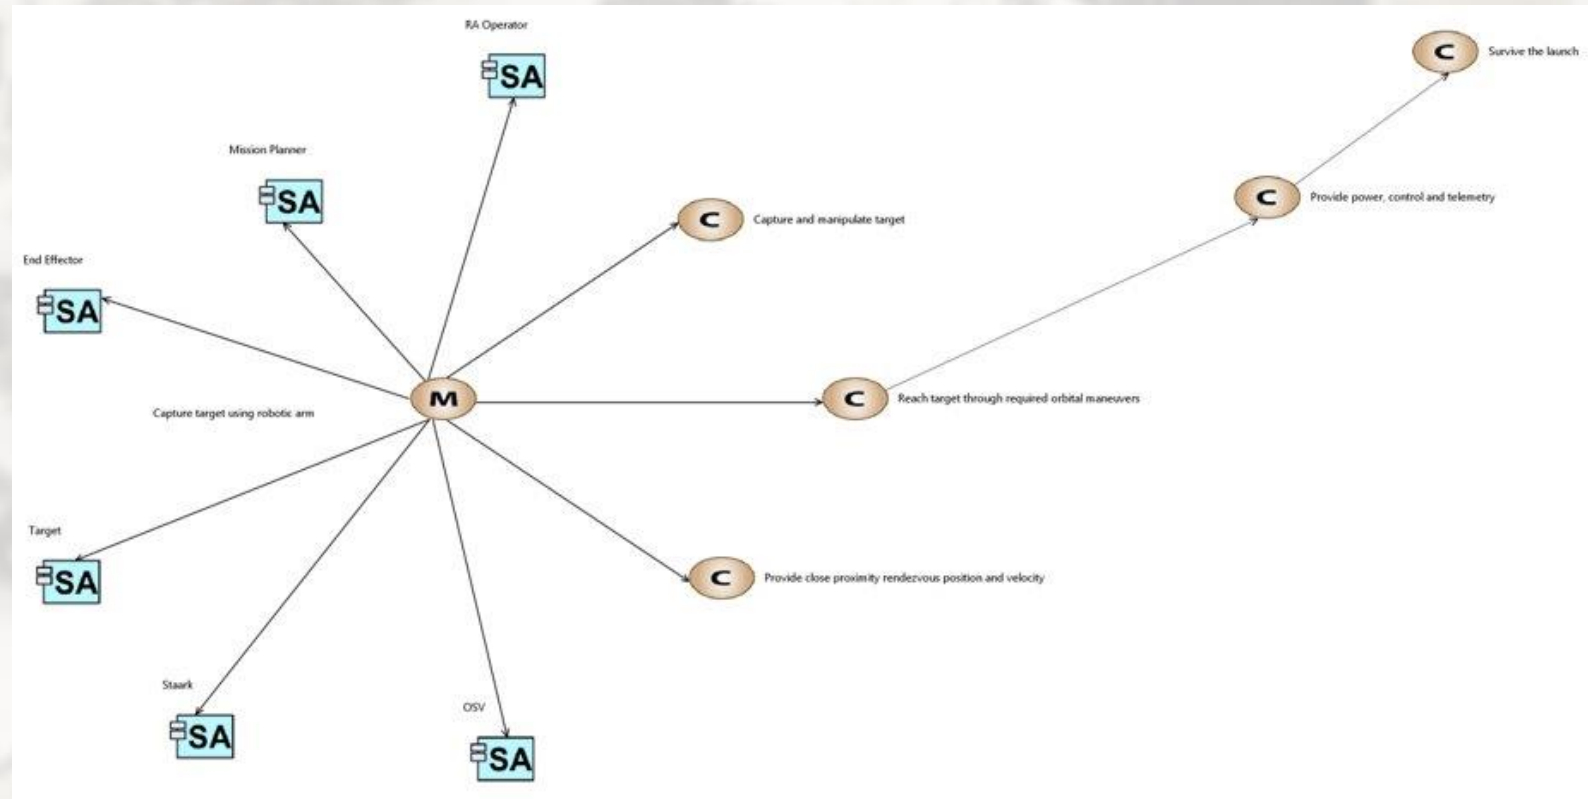 RA Operator
SA
C
Survive the launch
Mission Planner
SA
C
Provide power, control and telemetry
C
Capture and manipulate target
End Effector
SA
M
Capture target using robotic arm
C
Reach target through required orbital maneuvers
Target
SA
C
Provide close proximity rendezvous position and velocity
Staark
SA
OSV
SA